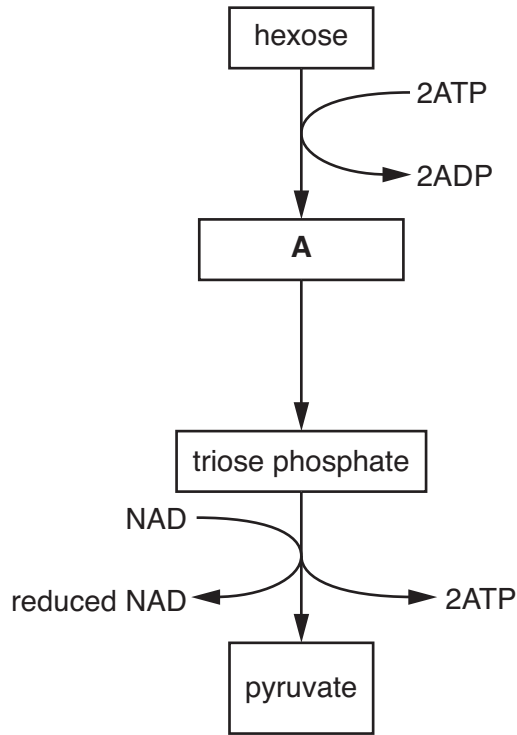 hexose
2ATP
2ADP
A
triose phosphate
NAD
reduced NAD
2ATP
pyruvate